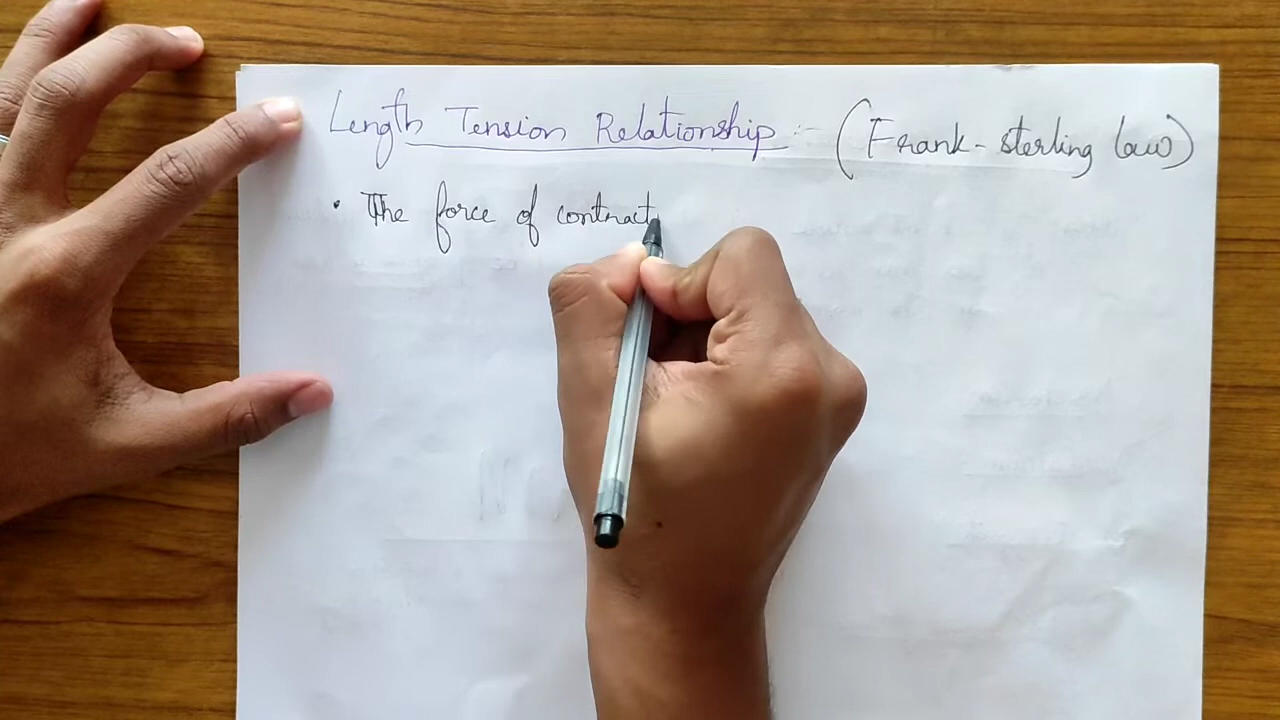 Length Tension Relationship :- (Frank-sterling law)
• The force of contract